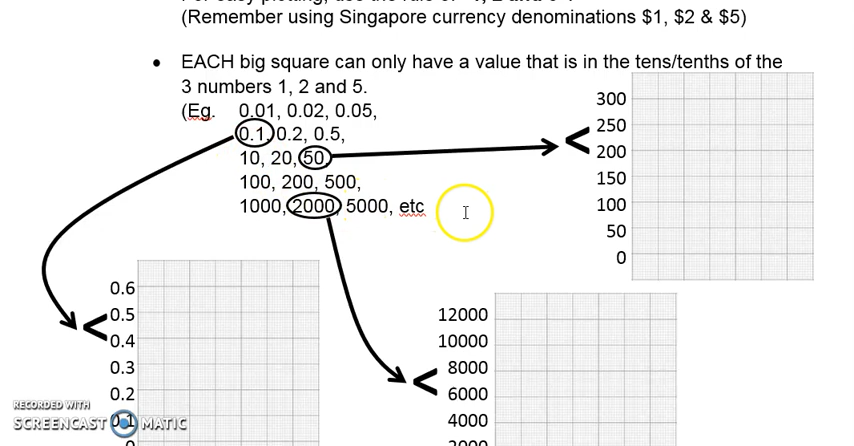 (Remember using Singapore currency denominations $1, $2 & $5)
• EACH big square can only have a value that is in the tens/tenths of the
3 numbers 1, 2 and 5.
(Eg. 0.01, 0.02, 0.05,
0.1, 0.2, 0.5,
10, 20, 50,
100, 200, 500,
1000, 2000, 5000, etc
300
250
<
200
150
100
50
0
0.6
0.5
<
0.4
0.3
0.2
0.1
12000
10000
8000
<
6000
4000
RECORDED WITH
SCREENCAST MATIC